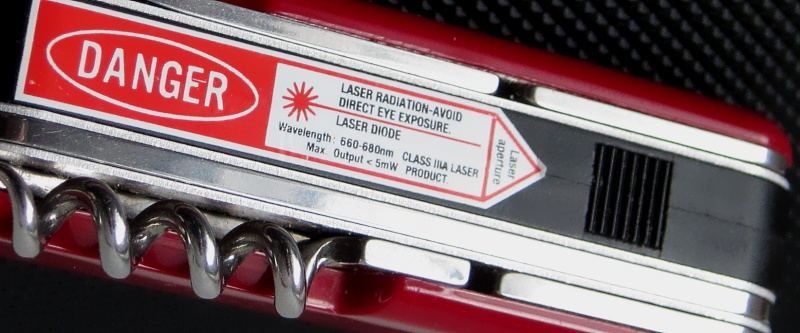 DANGER
LASER RADIATION-AVOID
DIRECT EYE EXPOSURE.
LASER DIODE
Wavelength: 660-680nm CLASS IIIA LASER
Max. Output < 5mW PRODUCT.
Laser
aperture